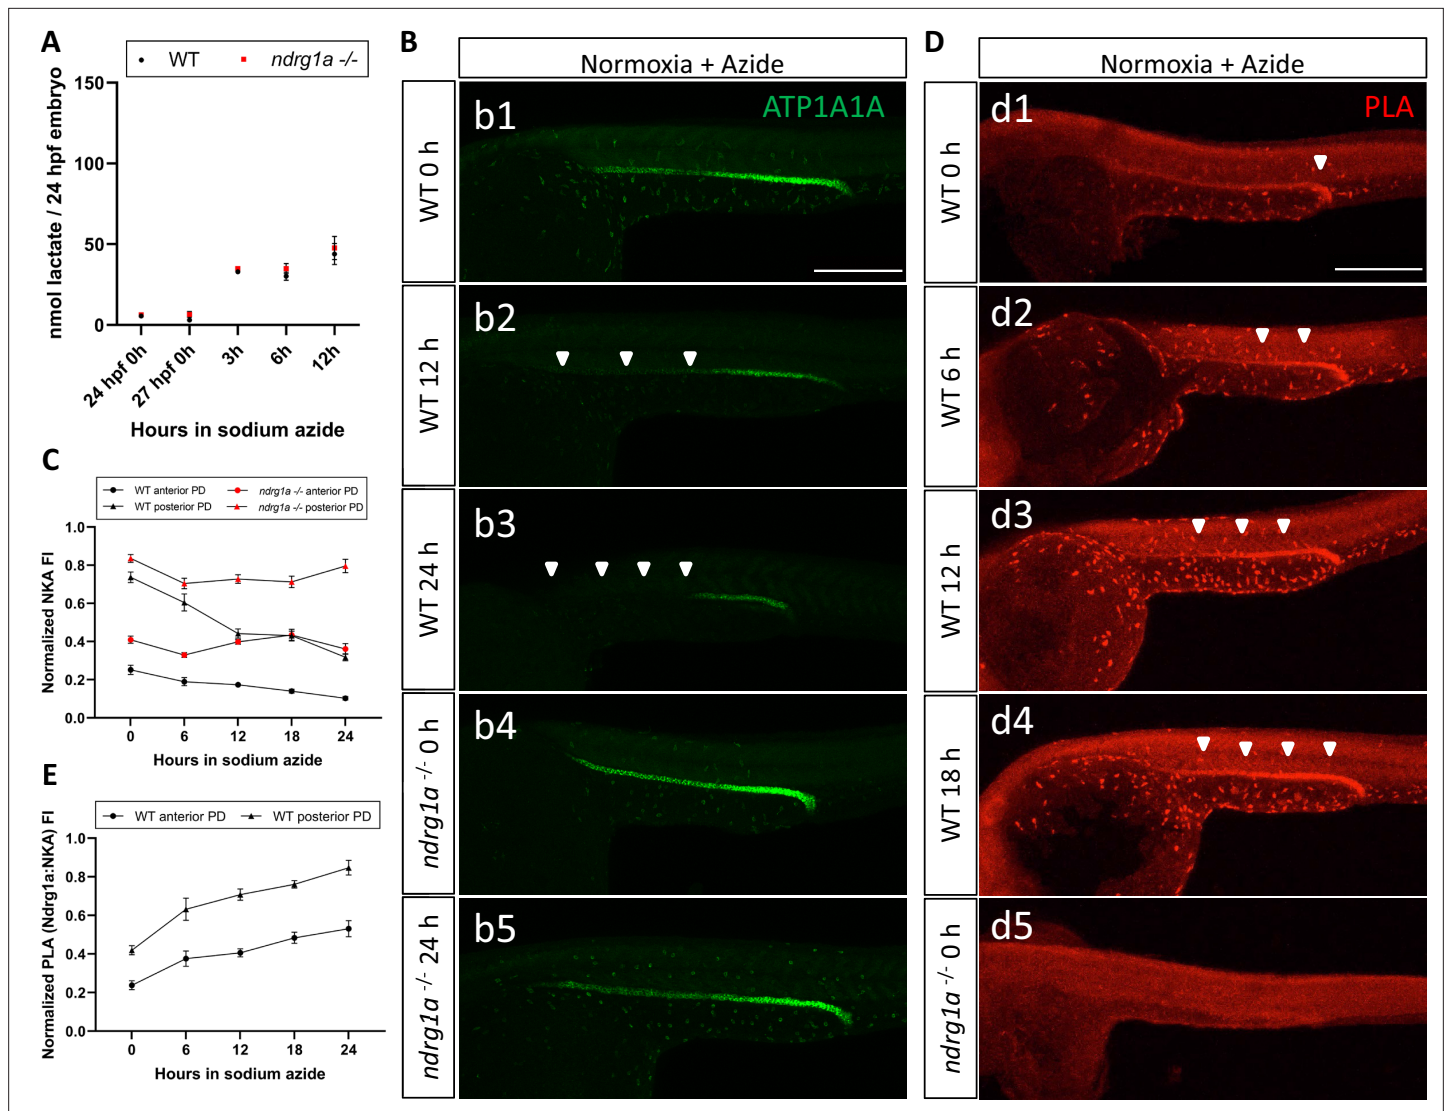 A
WT ndrg1a -/-
nmol lactate / 24 hpf embryo
150
100
50
0
24 hpf 0h
27 hpf 0h
3h
6h
12h
Hours in sodium azide
B
Normoxia + Azide
WT 0 h
b1
ATP1A1A
WT 12 h
b2
WT 24 h
b3
ndrg1a -/- 0 h
b4
ndrg1a -/- 24 h
b5
C
WT anterior PD ndrg1a -/- anterior PD
WT posterior PD ndrg1a -/- posterior PD
Normalized NKA FI
1.0
0.8
0.6
0.4
0.2
0.0
0 6 12 18 24
Hours in sodium azide
D
Normoxia + Azide
WT 0 h
d1
PLA
WT 6 h
d2
WT 12 h
d3
WT 18 h
d4
ndrg1a -/- 0 h
d5
E
WT anterior PD WT posterior PD
Normalized PLA (Ndrg1a:NKA) FI
1.0
0.8
0.6
0.4
0.2
0.0
0 6 12 18 24
Hours in sodium azide